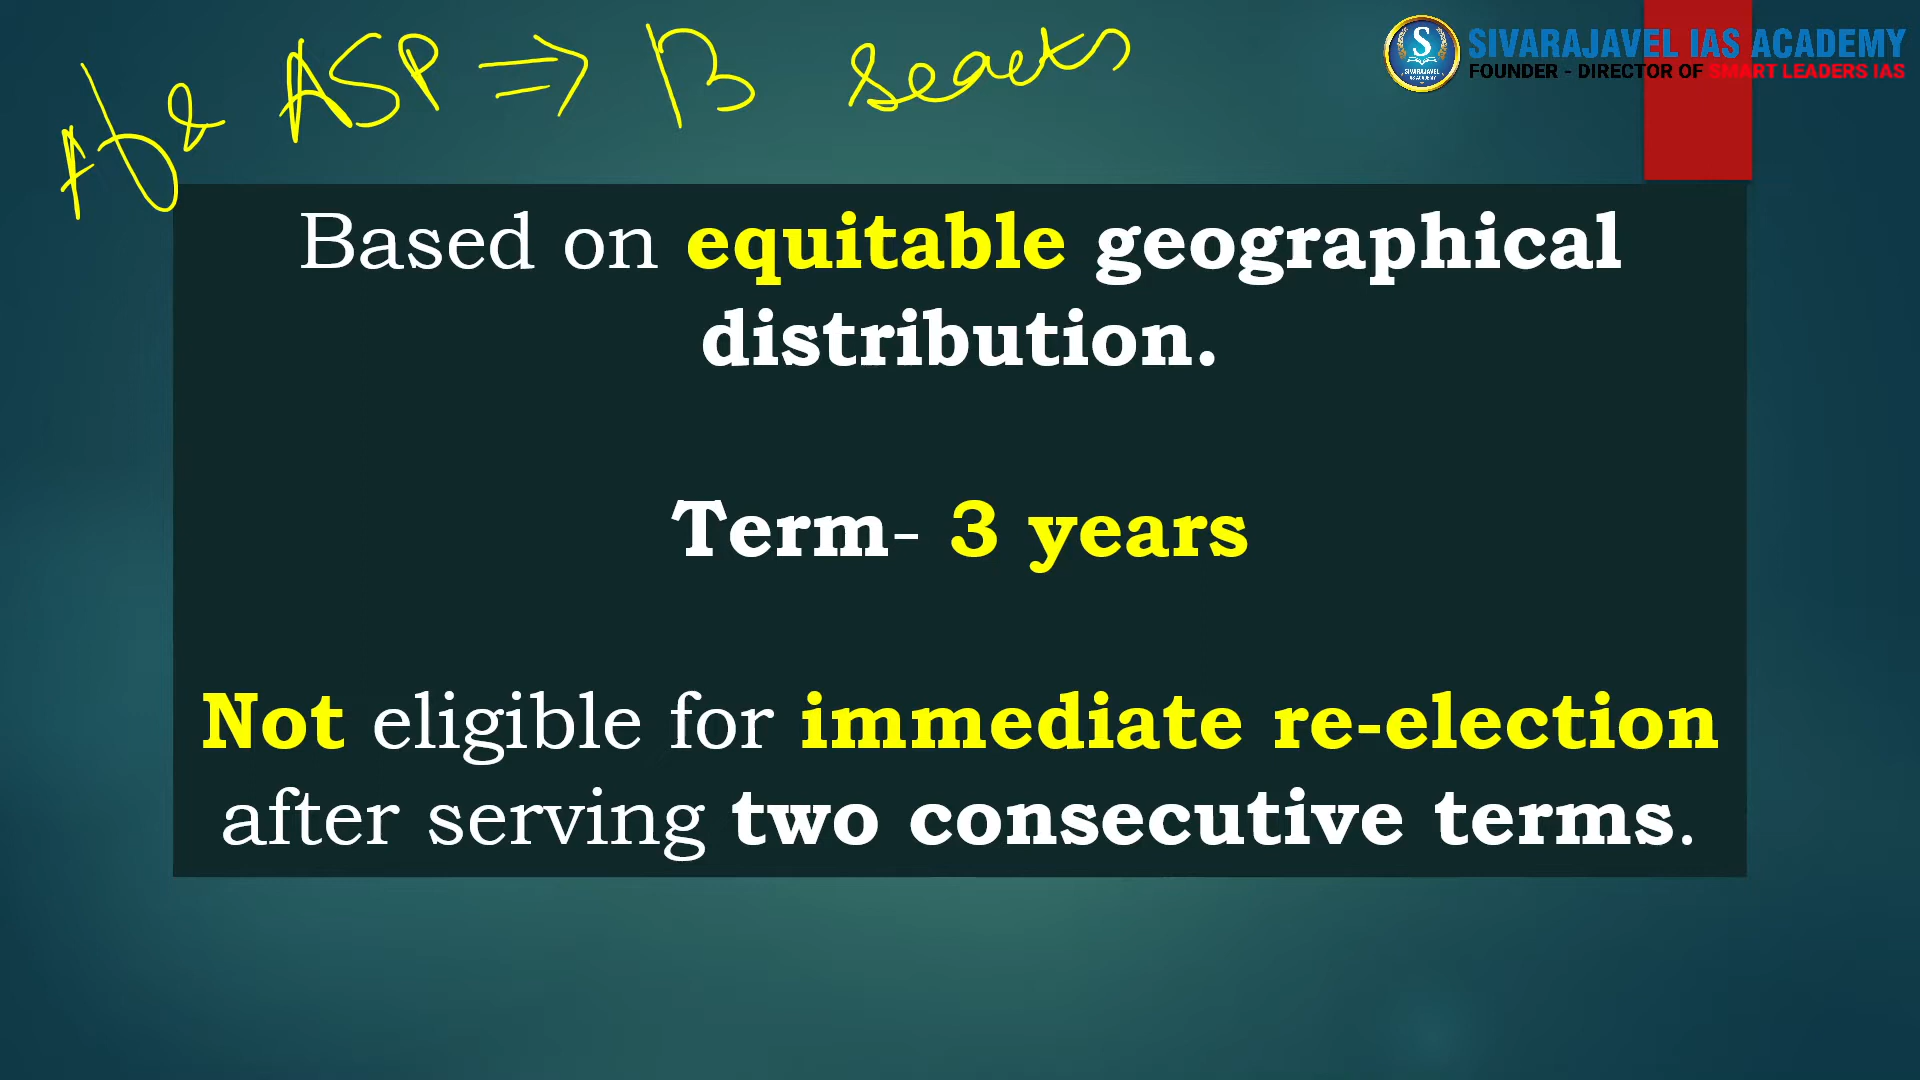 Af & ASP => 13 seats
SIVARAJAVEL IAS ACADEMY
FOUNDER - DIRECTOR OF SMART LEADERS IAS
Based on equitable geographical
distribution.
Term- 3 years
Not eligible for immediate re-election
after serving two consecutive terms.